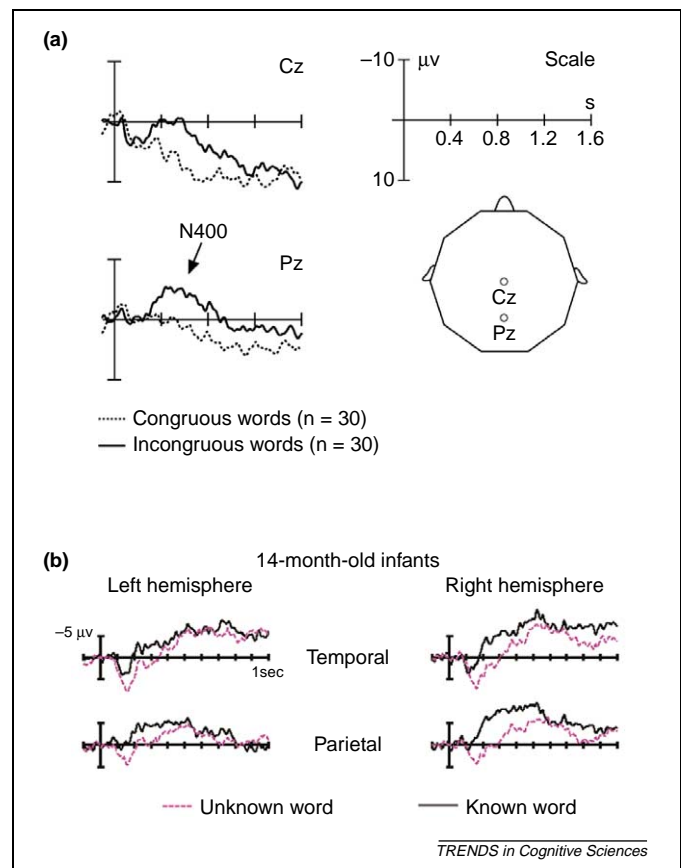 (a)
Cz
−10 μv Scale
s
0.4 0.8 1.2 1.6
10
N400
Pz
Cz
Pz
Congruous words (n = 30)
Incongruous words (n = 30)
(b)
14-month-old infants
Left hemisphere Right hemisphere
−5 μv
1sec
Temporal
Parietal
Unknown word Known word
TRENDS in Cognitive Sciences